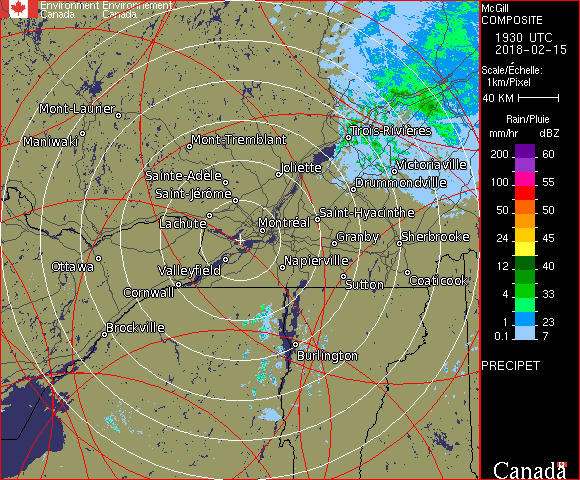 Environment Environnement
Canada Canada
McGill
COMPOSITE
1930 UTC
2018-02-15
Scale/Échelle:
1km/Pixel
40 KM
Rain/Pluie
mm/hr dBZ
200 60
100 55
50 50
24 45
12 40
4 33
1 23
0.1 7
PRECIPET
Canada
Mont-Laurier
Maniwaki
Mont-Tremblant
Trois-Rivières
Joliette
Victoriaville
Sainte-Adèle
Drummondville
Saint-Jérôme
Lachute
Montréal
Saint-Hyacinthe
Granby
Sherbrooke
Ottawa
Valleyfield
Napierville
Cornwall
Sutton
Coaticook
Brockville
Burlington